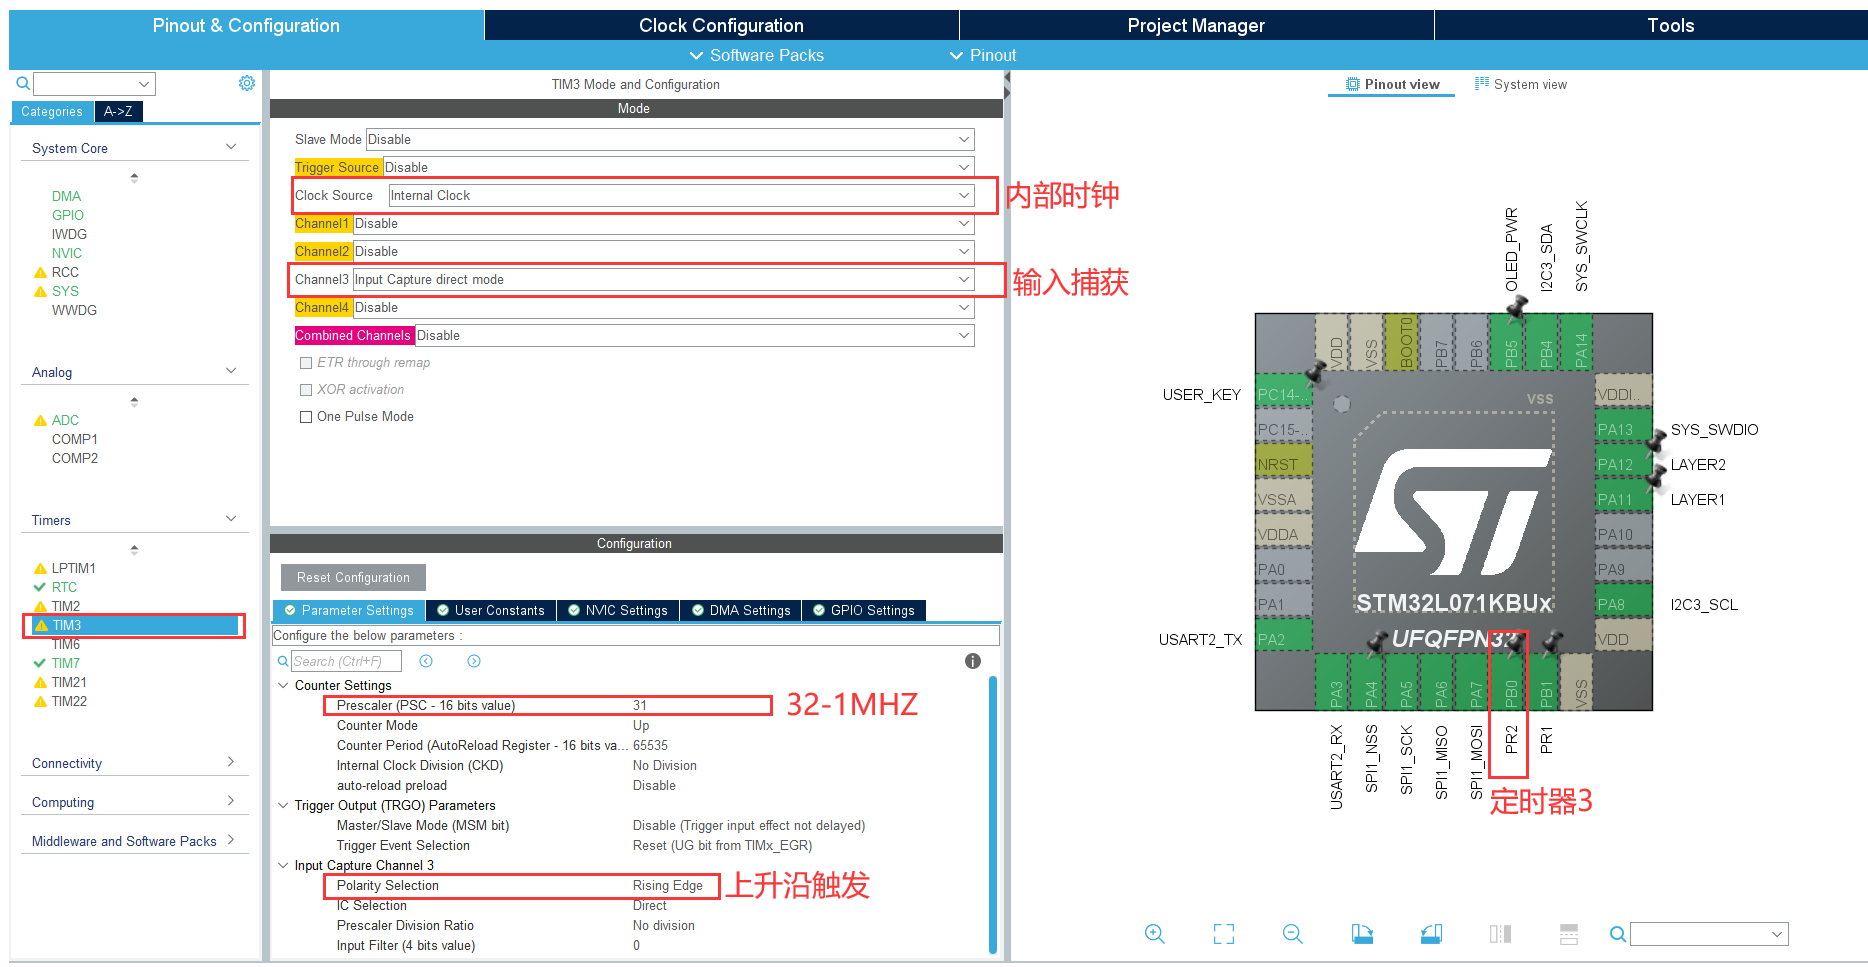 Pinout & Configuration
Clock Configuration
Project Manager
Tools
Software Packs
Pinout
Categories
A->Z
System Core
DMA
GPIO
IWDG
NVIC
RCC
SYS
WWDG
Analog
ADC
COMP1
COMP2
Timers
LPTIM1
RTC
TIM2
TIM3
TIM6
TIM7
TIM21
TIM22
Connectivity
Computing
Middleware and Software Packs
TIM3 Mode and Configuration
Mode
Slave Mode Disable
Trigger Source Disable
Clock Source Internal Clock
内部时钟
Channel1 Disable
Channel2 Disable
Channel3 Input Capture direct mode
输入捕获
Channel4 Disable
Combined Channels Disable
ETR through remap
XOR activation
One Pulse Mode
Configuration
Reset Configuration
Parameter Settings
User Constants
NVIC Settings
DMA Settings
GPIO Settings
Configure the below parameters :
Search (Ctrl+F)
Counter Settings
Prescaler (PSC - 16 bits value) 31
32-1MHZ
Counter Mode Up
Counter Period (AutoReload Register - 16 bits va... 65535
Internal Clock Division (CKD) No Division
auto-reload preload Disable
Trigger Output (TRGO) Parameters
Master/Slave Mode (MSM bit) Disable (Trigger input effect not delayed)
Trigger Event Selection Reset (UG bit from TIMx_EGR)
Input Capture Channel 3
Polarity Selection Rising Edge
上升沿触发
IC Selection Direct
Prescaler Division Ratio No division
Input Filter (4 bits value) 0
Pinout view
System view
OLED_PWR
I2C3_SDA
SYS_SWCLK
VDD
VSS
BOOT0
PB7
PB6
PB5
PB4
PA14
USER_KEY
PC14-..
PC15-..
NRST
VSSA
VDDA
PA0
PA1
USART2_TX
PA2
VSS
ST
STM32L071KBUx
UFQFPN32
VDDI..
PA13
SYS_SWDIO
PA12
LAYER2
PA11
LAYER1
PA10
PA9
PA8
I2C3_SCL
VDD
PA3
PA4
PA5
PA6
PA7
PB0
PB1
VSS
USART2_RX
SPI1_NSS
SPI1_SCK
SPI1_MISO
SPI1_MOSI
PR2
PR1
定时器3